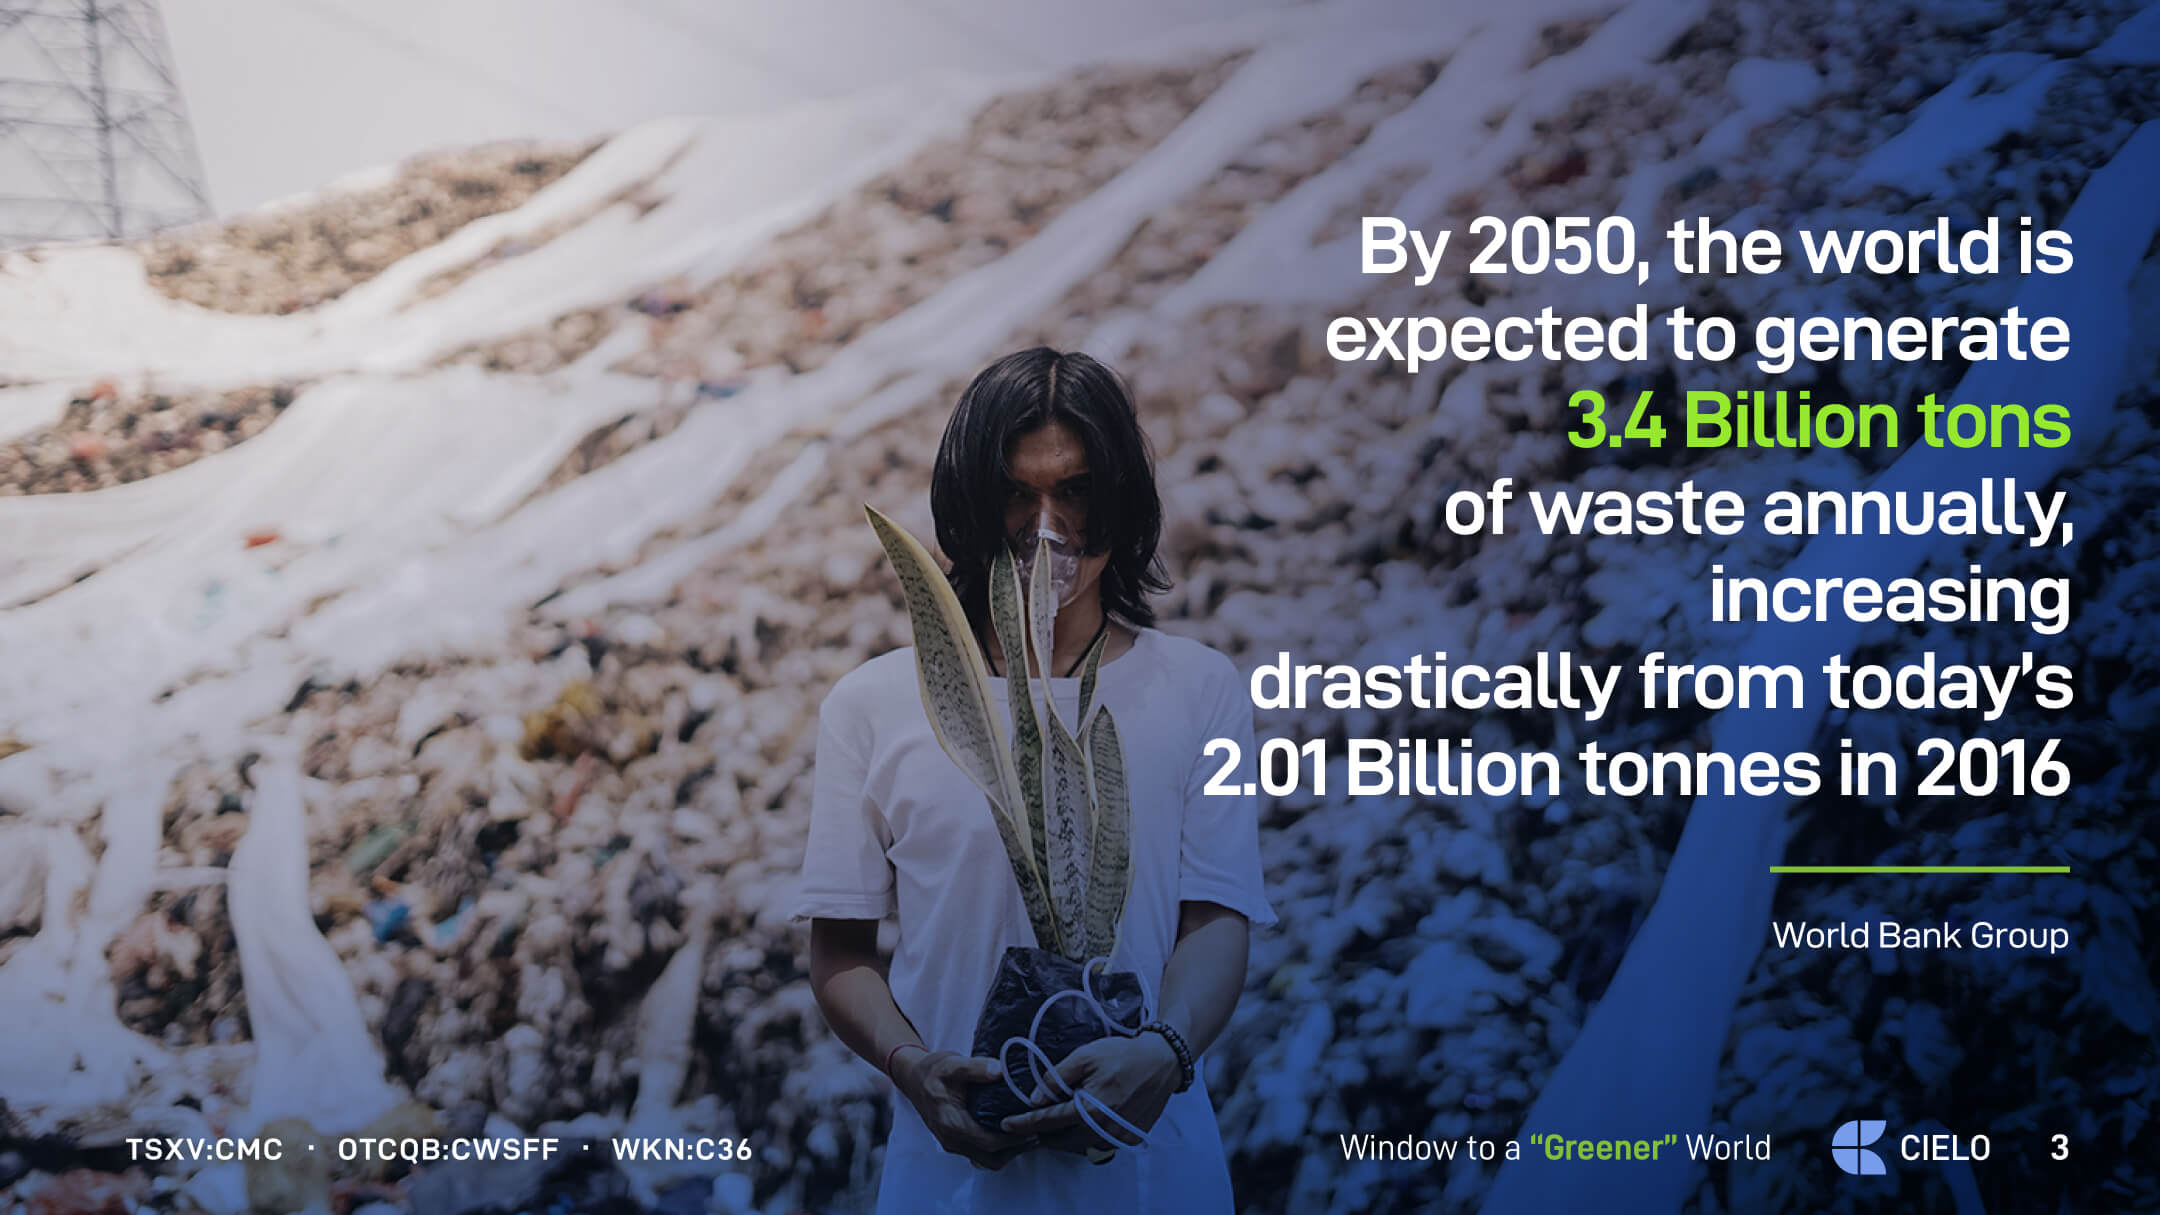 By 2050, the world is
expected to generate
3.4 Billion tons
of waste annually,
increasing
drastically from today’s
2.01 Billion tonnes in 2016
World Bank Group
TSXV:CMC · OTCQB:CWSFF · WKN:C36
Window to a “Greener” World
CIELO
3